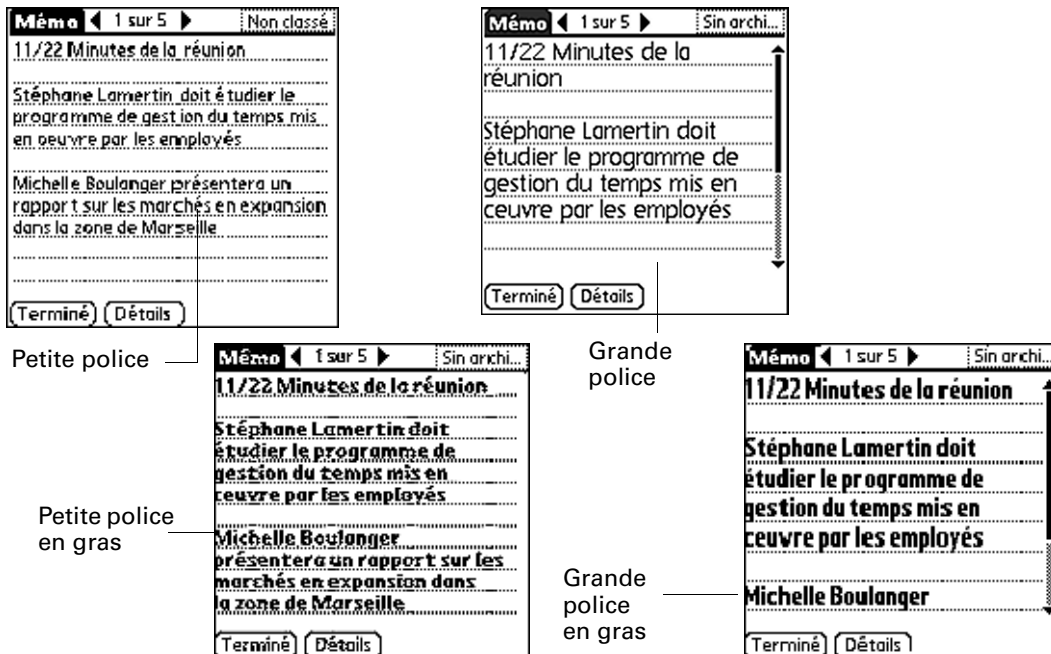 Mémo 1 sur 5 Non classé
11/22 Minutes de la réunion
Stéphane Lamertin doit étudier le
programme de gestion du temps mis
en oeuvre par les employés
Michelle Boulanger présentera un
rapport sur les marchés en expansion
dans la zone de Marseille
Terminé Détails
Petite police
Mémo 1 sur 5 Sin archi...
11/22 Minutes de la
réunion
Stéphane Lamertin doit
étudier le programme de
gestion du temps mis en
ceuvre par les employés
Terminé Détails
Grande
police
Mémo 1 sur 5 Sin archi...
11/22 Minutes de la réunion
Stéphane Lamertin doit
étudier le programme de
gestion du temps mis en
ceuvre par les employés
Michelle Boulanger
présentera un rapport sur les
marchés en expansion dans
la zone de Marseille
Terminé Détails
Petite police
en gras
Mémo 1 sur 5 Sin archi...
11/22 Minutes de la réunion
Stéphane Lamertin doit
étudier le programme de
gestion du temps mis en
ceuvre par les employés
Michelle Boulanger
Terminé Détails
Grande
police
en gras